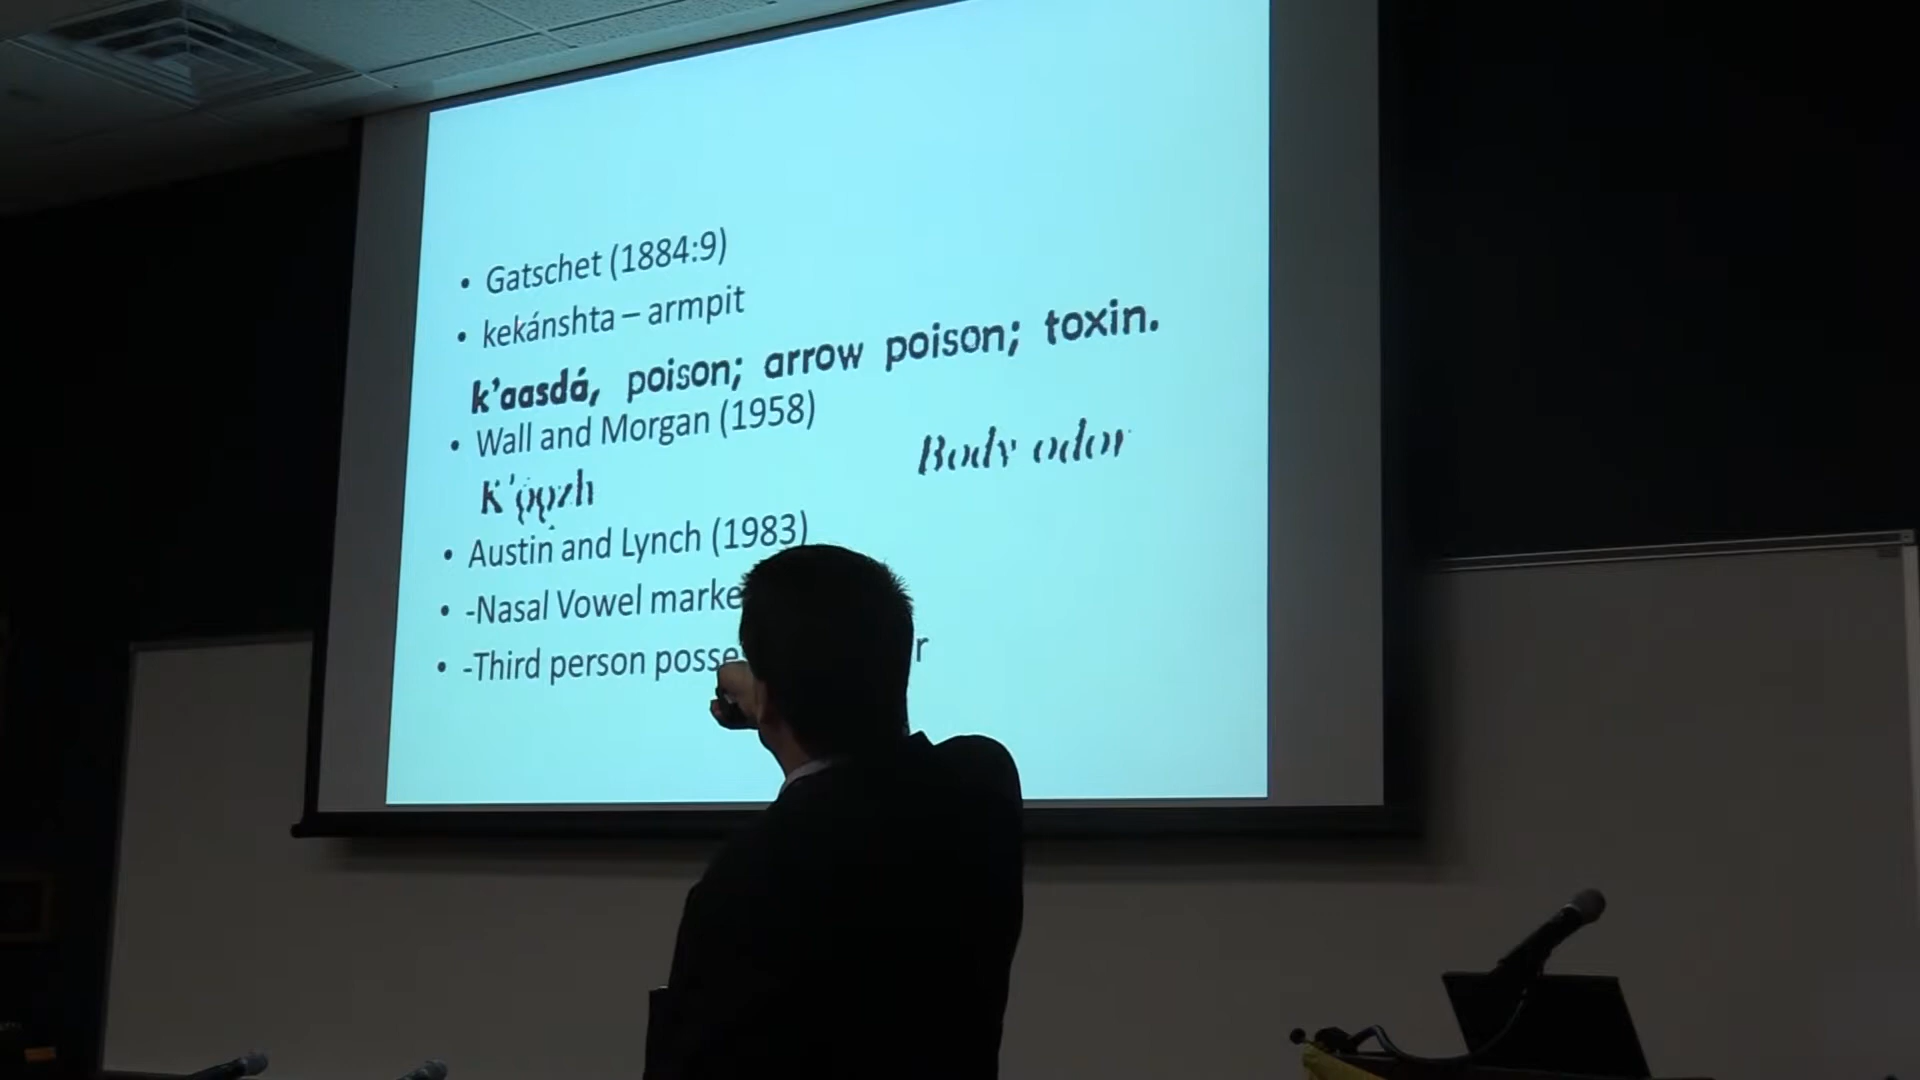 • Gatschet (1884:9)
• kekánshta – armpit
k'aasdá, poison; arrow poison; toxin.
• Wall and Morgan (1958)
K'ǫǫzh Body odor
• Austin and Lynch (1983)
• -Nasal Vowel marke
• -Third person posse r